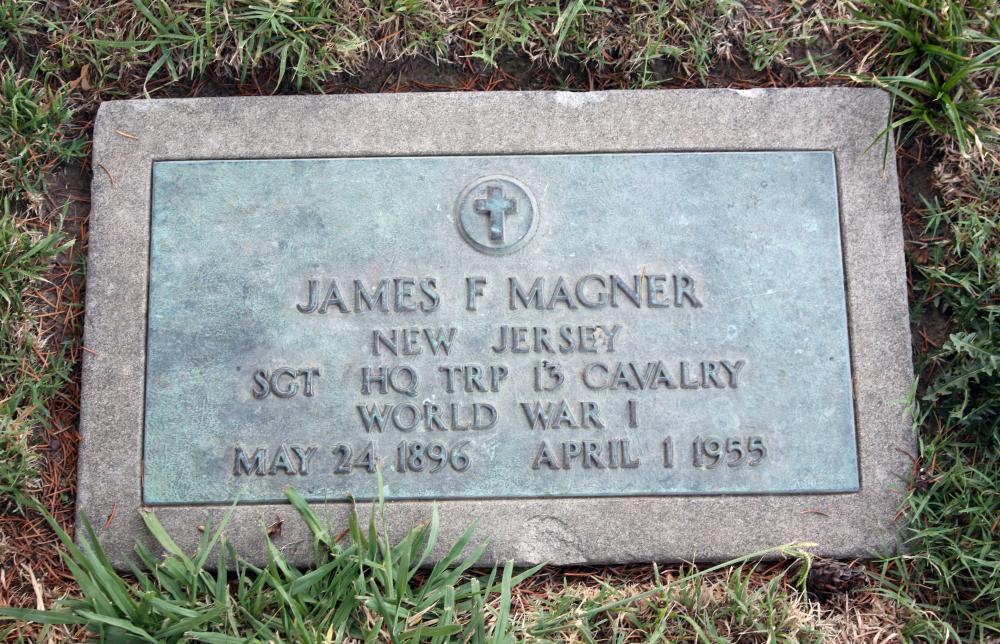 JAMES F MAGNER
NEW JERSEY
SGT HQ TRP 13 CAVALRY
WORLD WAR I
MAY 24 1896 APRIL 1 1955